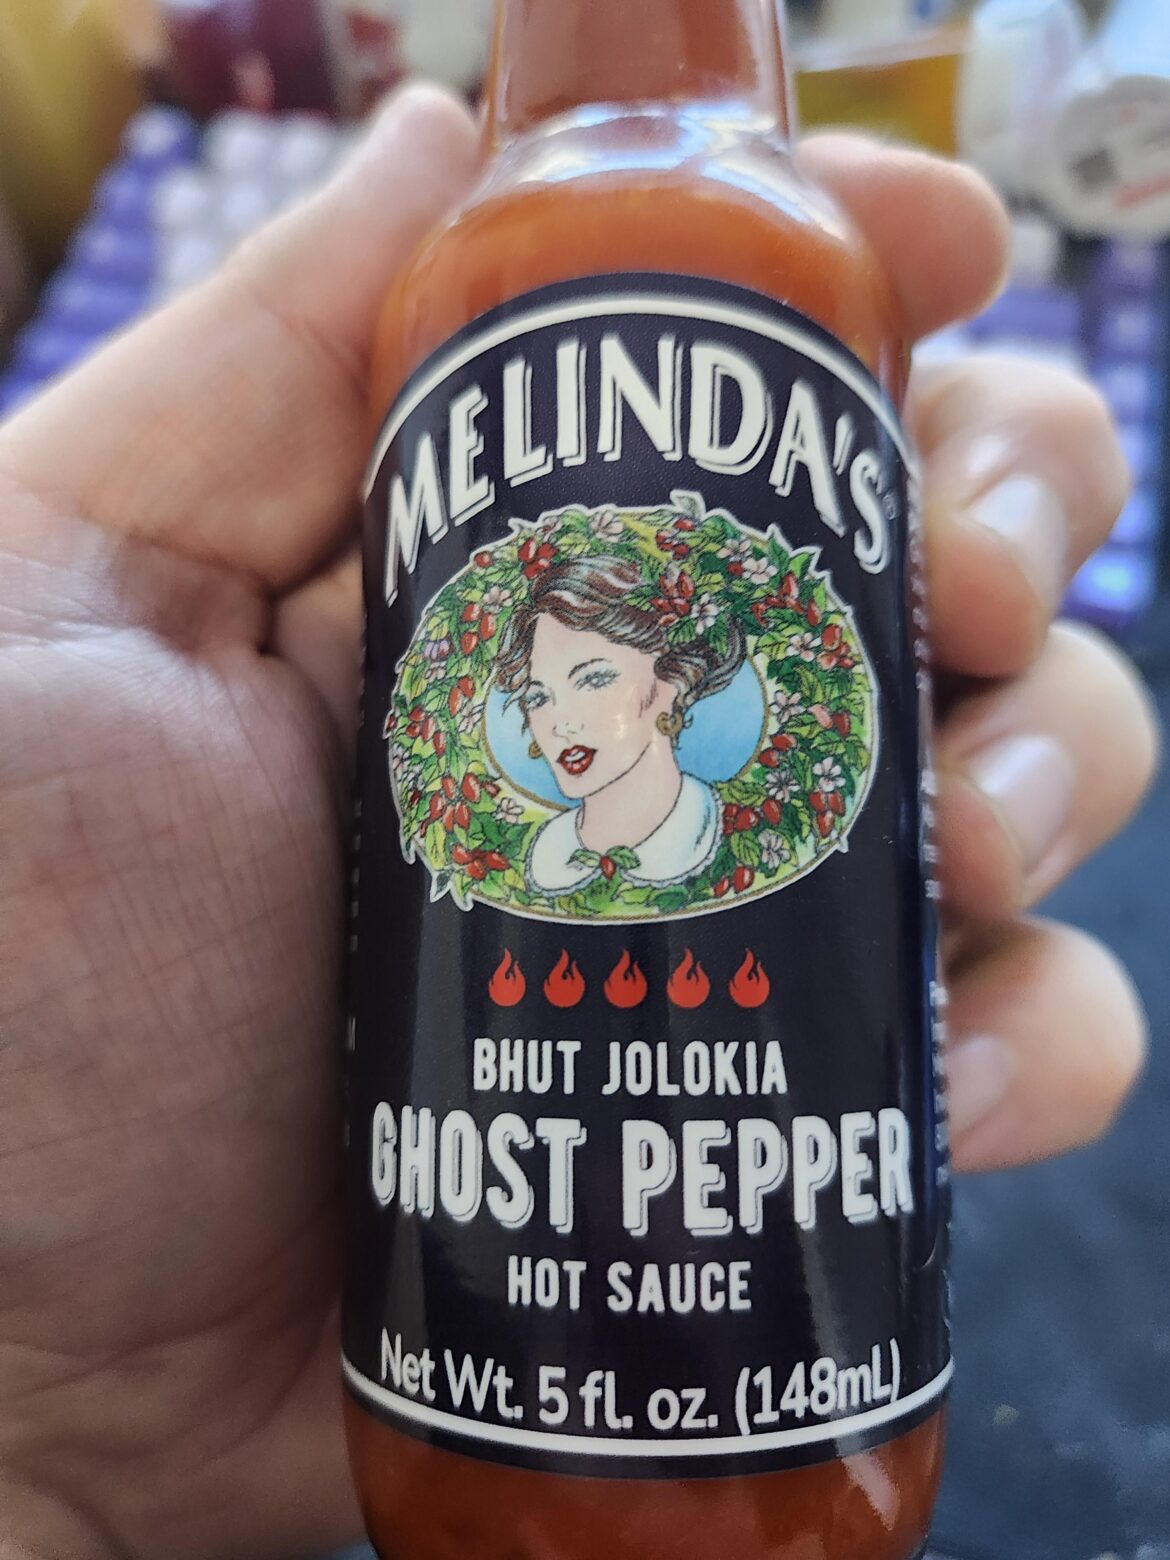 MELINDA'S
BHUT JOLOKIA
GHOST PEPPER
HOT SAUCE
Net Wt. 5 fl. oz. (148mL)